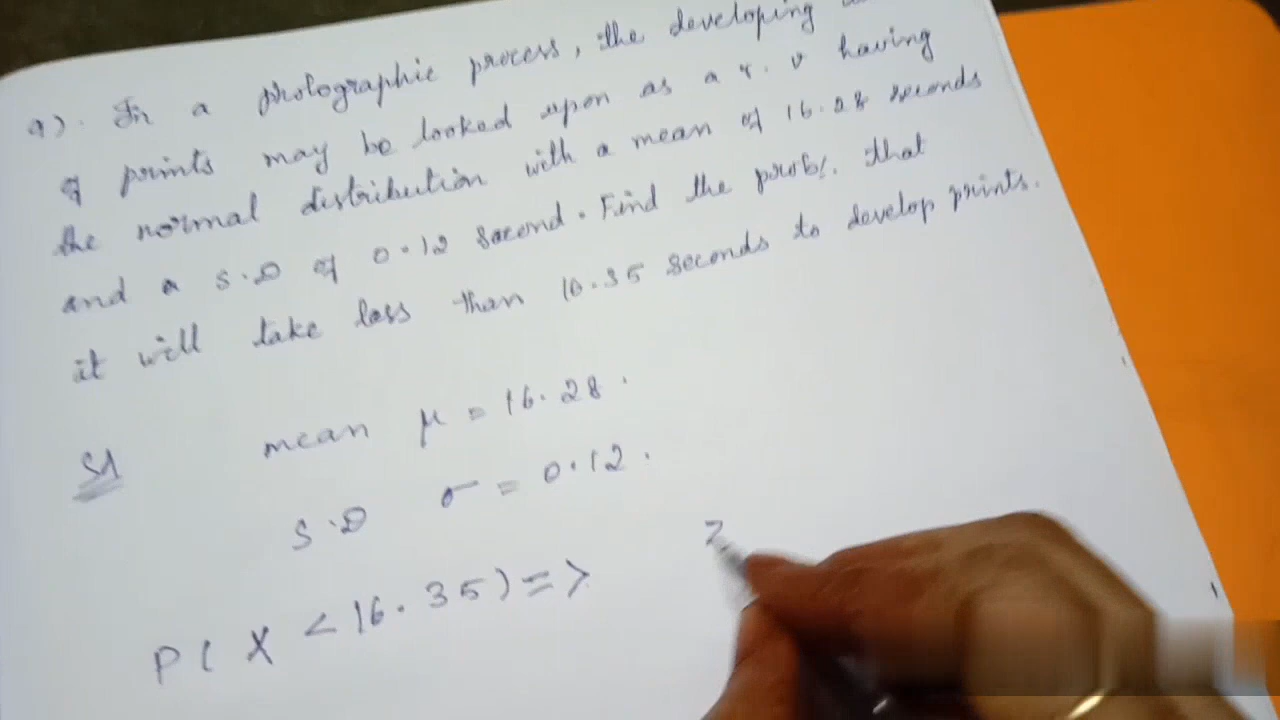 9). In a photographic process, the developing
of prints may be looked upon as a r. v having
the normal distribution with a mean of 16.28 seconds
and a S.D of 0.12 second. Find the prob/. that
it will take less than 16.35 seconds to develop prints.
Sol
mean μ = 16.28.
S.D σ = 0.12.
P( X < 16.35) => Z